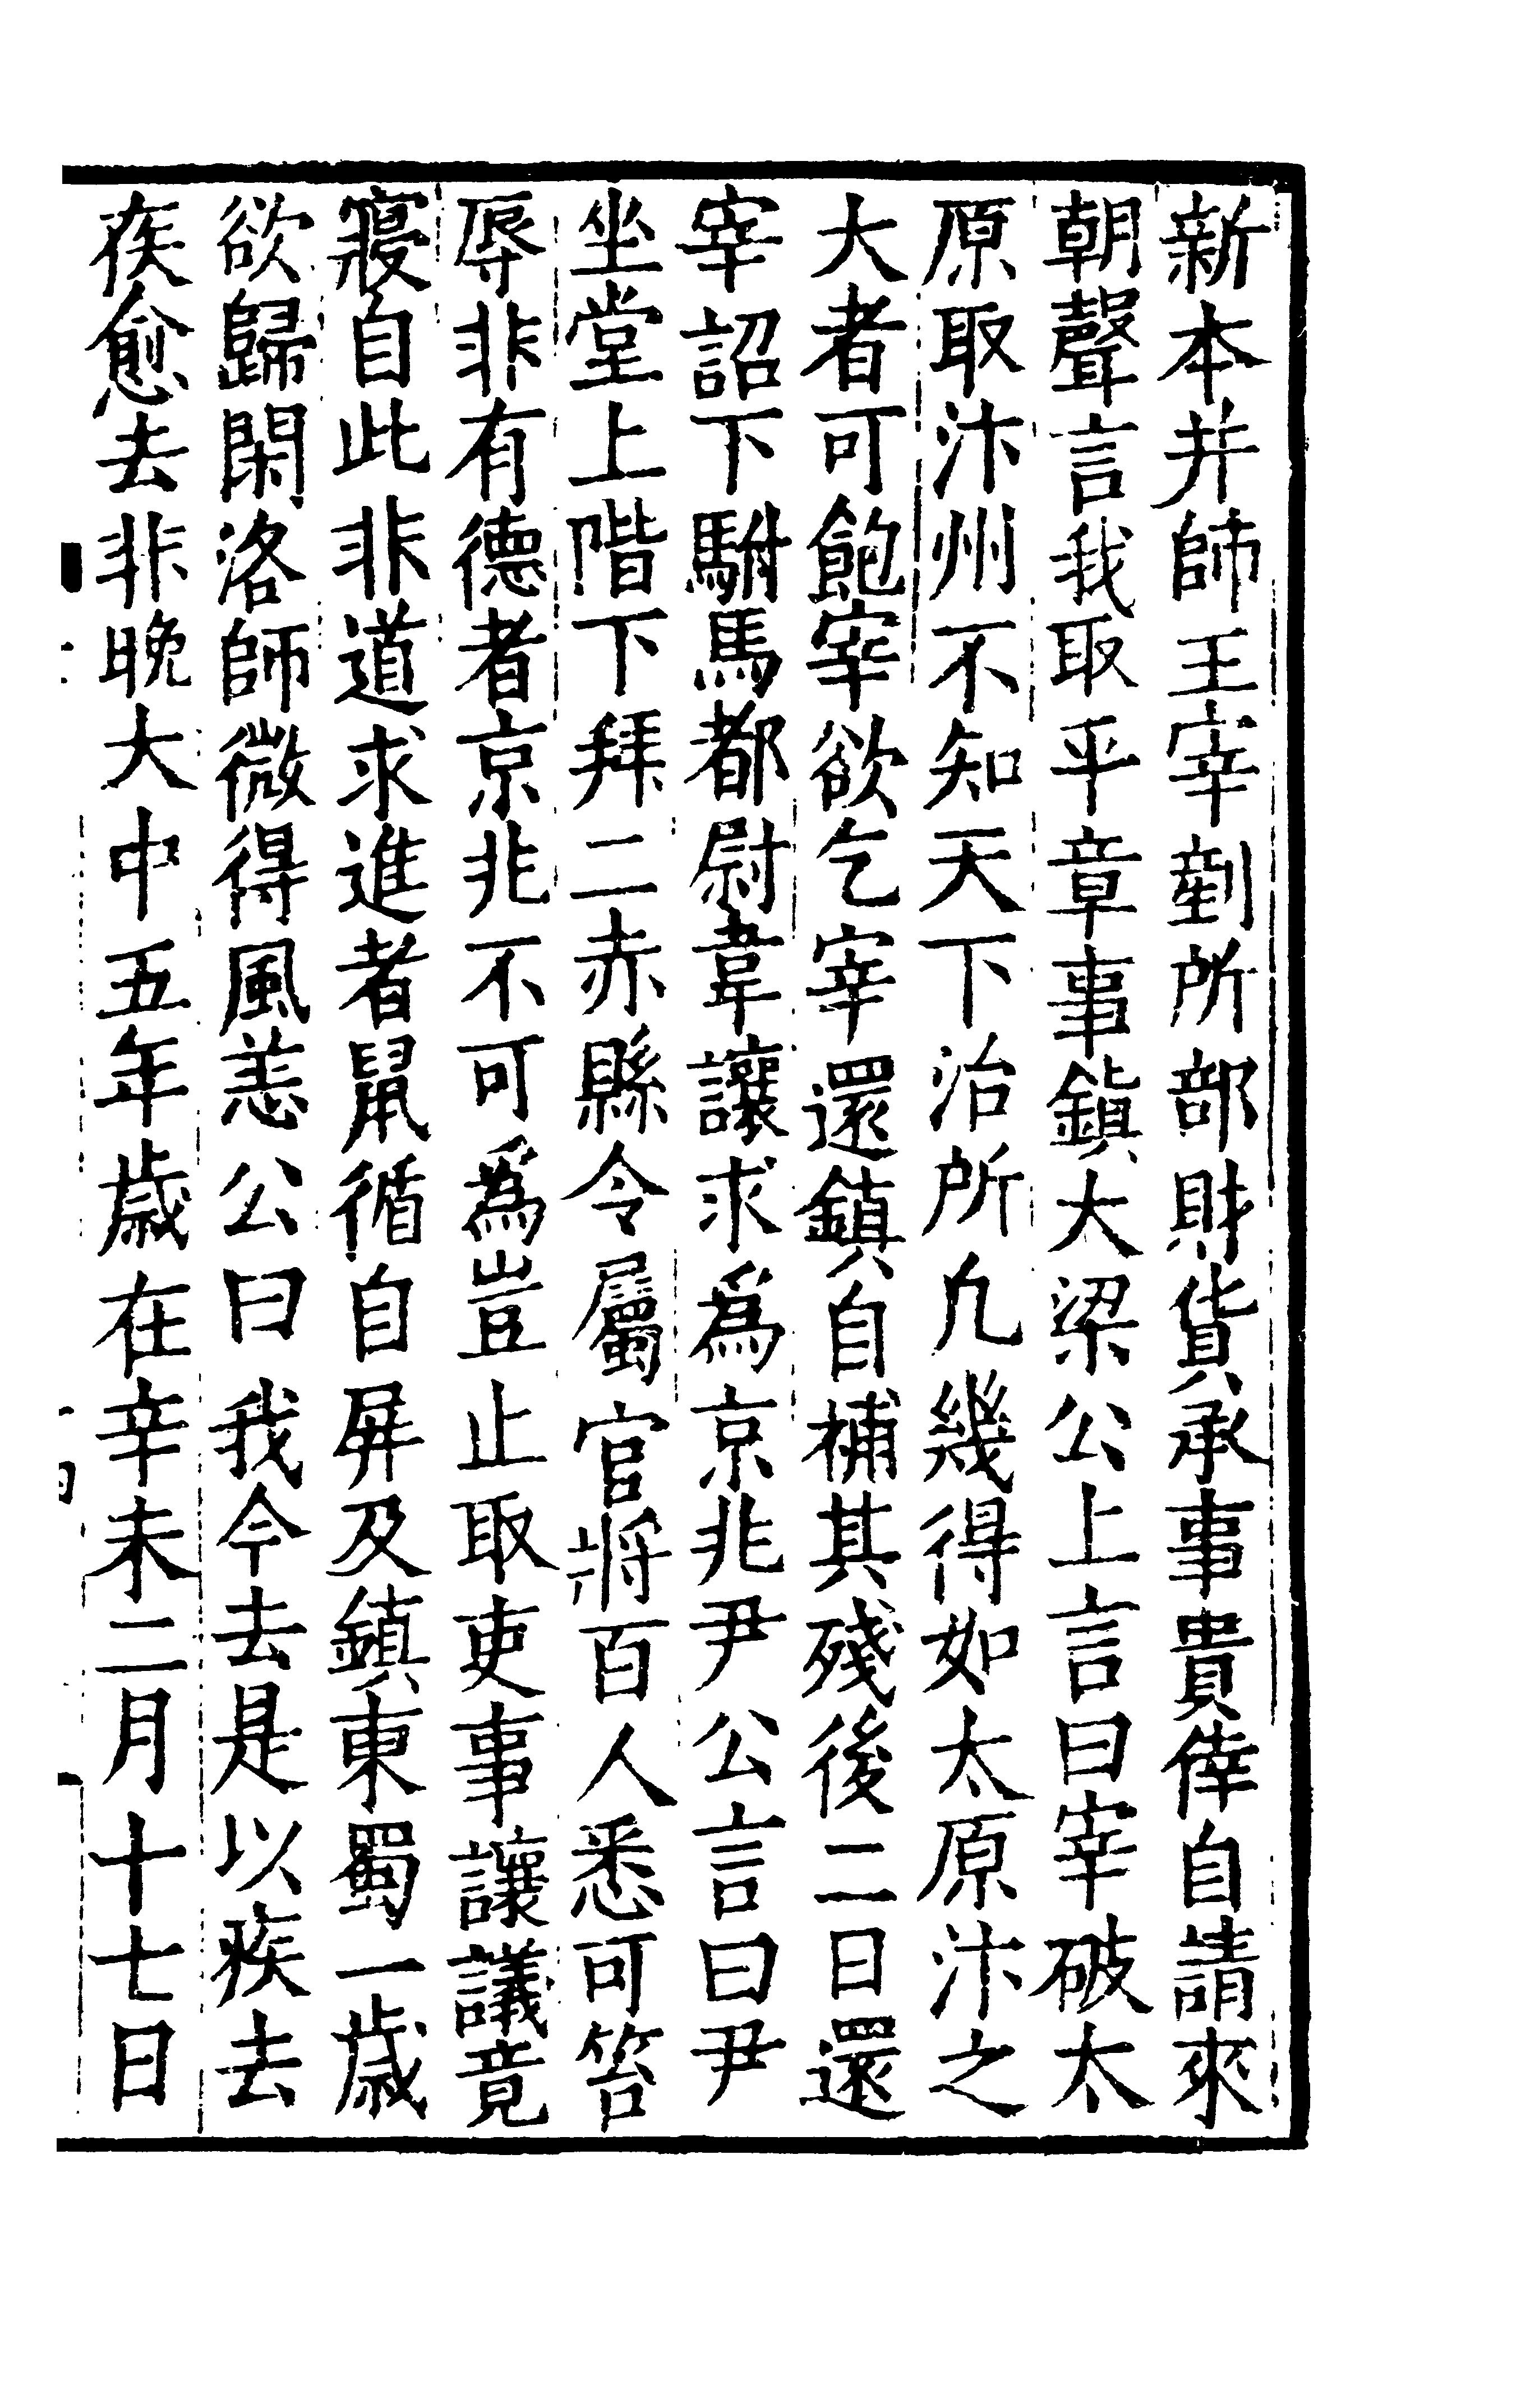 新本并師王宰剷所部財貨承事貴倖自請來
朝聲言我取平章事鎮大梁公上言曰宰破太
原取汴州不知天下治所凡幾得如太原汴之
大者可飽宰欲乞宰還鎮自補其殘後二日還
宰詔下駙馬都尉韋讓求爲京兆尹公言曰尹
坐堂上階下拜二赤縣令屬官將百人悉可笞
辱非有德者京兆不可爲豈止取吏事讓議竟
寢自此非道求進者鼠循自屏及鎮東蜀一歲
欲歸閑洛師微得風恙公曰我今去是以疾去
疾愈去非晚大中五年歲在辛未二月十七日